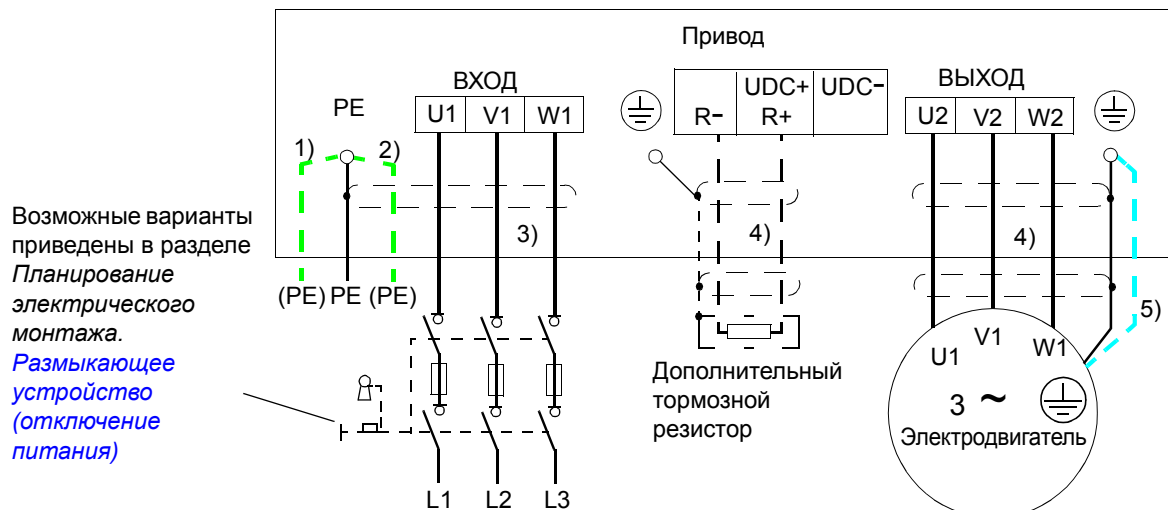 Привод
ВХОД
ВЫХОД
PE
U1 V1 W1
R−
UDC+
R+
UDC−
U2 V2 W2
1)
2)
3)
4)
4)
5)
Возможные варианты
приведены в разделе
Планирование
электрического
монтажа.
Размыкающее
устройство
(отключение
питания)
(PE) PE (PE)
Дополнительный
тормозной
резистор
U1
V1
W1
3 ~
Электродвигатель
L1 L2 L3